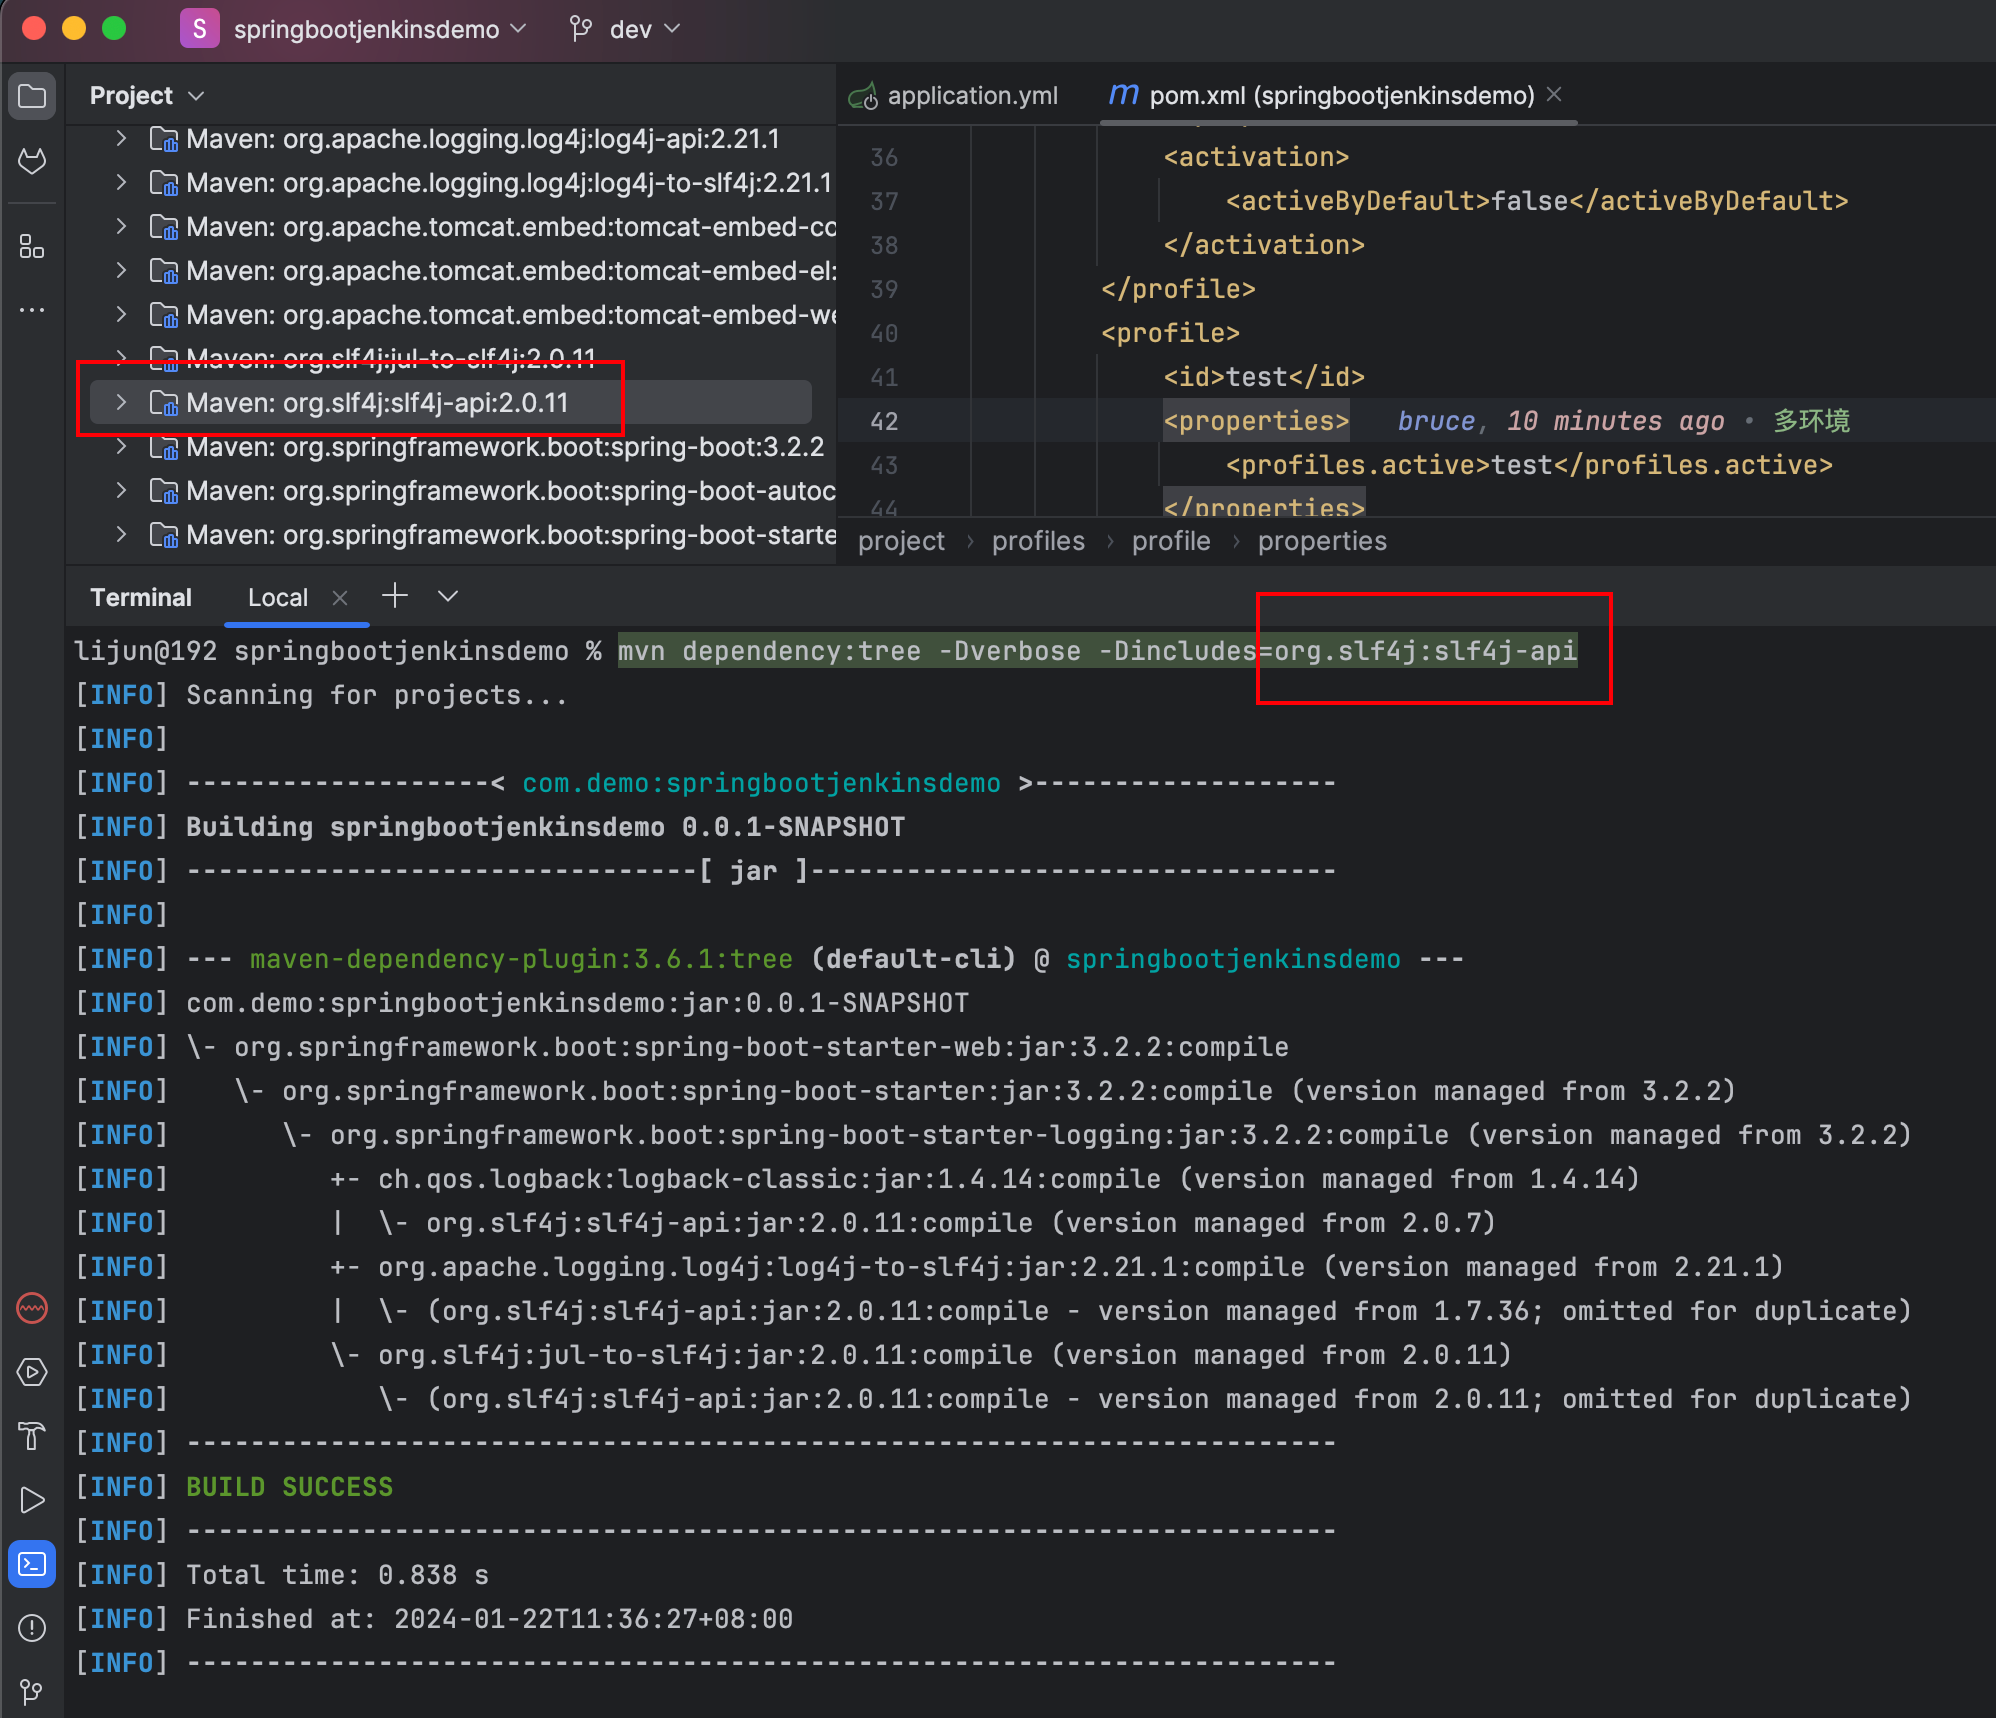 S springbootjenkinsdemo dev
Project
application.yml
m pom.xml (springbootjenkinsdemo)
Maven: org.apache.logging.log4j:log4j-api:2.21.1
Maven: org.apache.logging.log4j:log4j-to-slf4j:2.21.1
Maven: org.apache.tomcat.embed:tomcat-embed-co
Maven: org.apache.tomcat.embed:tomcat-embed-el:
Maven: org.apache.tomcat.embed:tomcat-embed-we
Maven: org.slf4j:jul-to-slf4j:2.0.11
Maven: org.slf4j:slf4j-api:2.0.11
Maven: org.springframework.boot:spring-boot:3.2.2
Maven: org.springframework.boot:spring-boot-autoc
Maven: org.springframework.boot:spring-boot-starte
36 <activation>
37 <activeByDefault>false</activeByDefault>
38 </activation>
39 </profile>
40 <profile>
41 <id>test</id>
42 <properties> bruce, 10 minutes ago • 多环境
43 <profiles.active>test</profiles.active>
44 </properties>
project › profiles › profile › properties
Terminal Local
lijun@192 springbootjenkinsdemo % mvn dependency:tree -Dverbose -Dincludes=org.slf4j:slf4j-api
[INFO] Scanning for projects...
[INFO]
[INFO] -------------------< com.demo:springbootjenkinsdemo >-------------------
[INFO] Building springbootjenkinsdemo 0.0.1-SNAPSHOT
[INFO] --------------------------------[ jar ]---------------------------------
[INFO]
[INFO] --- maven-dependency-plugin:3.6.1:tree (default-cli) @ springbootjenkinsdemo ---
[INFO] com.demo:springbootjenkinsdemo:jar:0.0.1-SNAPSHOT
[INFO] \- org.springframework.boot:spring-boot-starter-web:jar:3.2.2:compile
[INFO]    \- org.springframework.boot:spring-boot-starter:jar:3.2.2:compile (version managed from 3.2.2)
[INFO]       \- org.springframework.boot:spring-boot-starter-logging:jar:3.2.2:compile (version managed from 3.2.2)
[INFO]          +- ch.qos.logback:logback-classic:jar:1.4.14:compile (version managed from 1.4.14)
[INFO]          |  \- org.slf4j:slf4j-api:jar:2.0.11:compile (version managed from 2.0.7)
[INFO]          +- org.apache.logging.log4j:log4j-to-slf4j:jar:2.21.1:compile (version managed from 2.21.1)
[INFO]          |  \- (org.slf4j:slf4j-api:jar:2.0.11:compile - version managed from 1.7.36; omitted for duplicate)
[INFO]          \- org.slf4j:jul-to-slf4j:jar:2.0.11:compile (version managed from 2.0.11)
[INFO]             \- (org.slf4j:slf4j-api:jar:2.0.11:compile - version managed from 2.0.11; omitted for duplicate)
[INFO] ------------------------------------------------------------------------
[INFO] BUILD SUCCESS
[INFO] ------------------------------------------------------------------------
[INFO] Total time: 0.838 s
[INFO] Finished at: 2024-01-22T11:36:27+08:00
[INFO] ------------------------------------------------------------------------